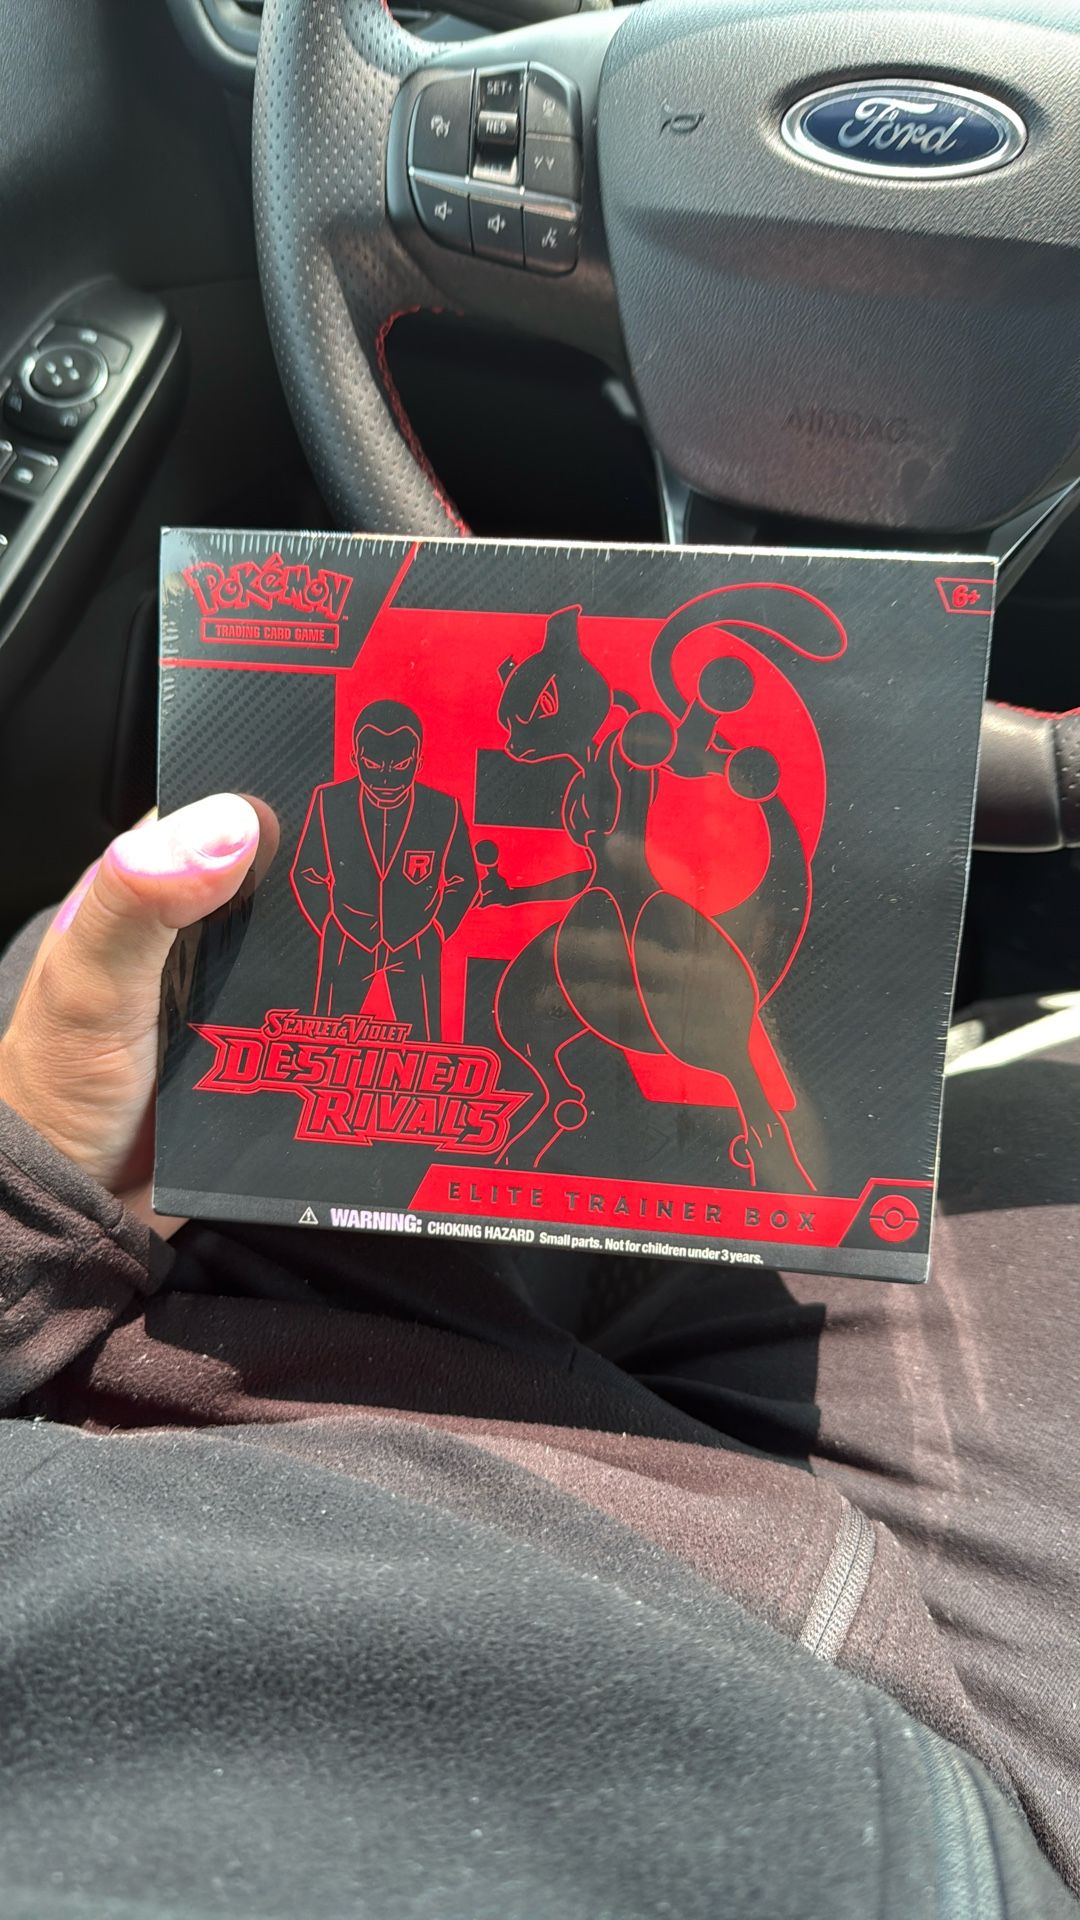 SET+
RES
Ford
AIRBAG
POKéMON
TRADING CARD GAME
6+
R
SCARLET & VIOLET
DESTINED
RIVALS
ELITE TRAINER BOX
WARNING: CHOKING HAZARD Small parts. Not for children under 3 years.